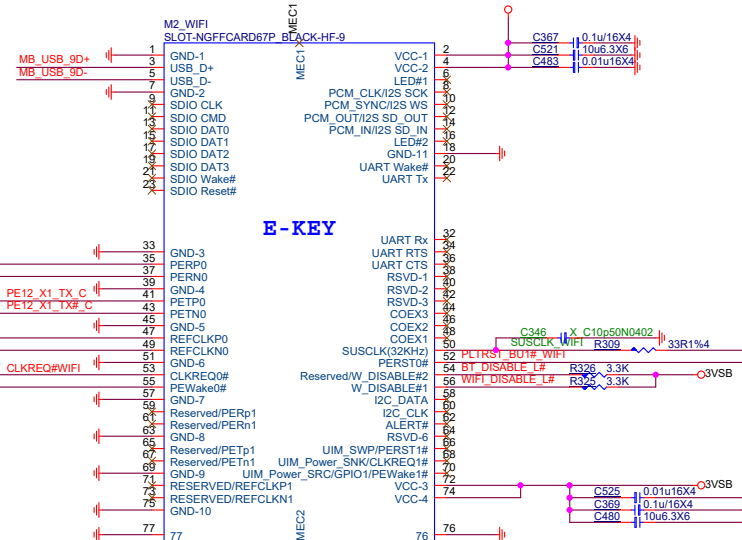 M2_WIFI
SLOT-NGFFCARD67P_BLACK-HF-9
MEC1
MEC1
C367 0.1u16X4
C521 10u6.3X6
C483 0.01u16X4
MB_USB_9D+
MB_USB_9D-
1 GND-1 VCC-1 2
3 USB_D+ VCC-2 4
5 USB_D- LED#1 6
7 GND-2 PCM_CLK/I2S SCK 8
9 SDIO CLK PCM_SYNC/I2S WS 10
11 SDIO CMD PCM_OUT/I2S SD_OUT 12
13 SDIO DAT0 PCM_IN/I2S SD_IN 14
15 SDIO DAT1 LED#2 16
17 SDIO DAT2 GND-11 18
19 SDIO DAT3 UART Wake# 20
21 SDIO Wake# UART Tx 22
23 SDIO Reset#
E-KEY
UART Rx 32
33 GND-3 UART RTS 34
35 PERP0 UART CTS 36
37 PERN0 RSVD-1 38
39 GND-4 RSVD-2 40
PE12_X1_TX_C 41 PETP0 RSVD-3 42
PE12_X1_TX#_C 43 PETN0 COEX3 44
45 GND-5 COEX2 46
47 REFCLKP0 COEX1 48
C346 X_C10p50N0402
SUSCLK_WIFI
R309 33R1%4
49 REFCLKN0 SUSCLK(32KHz) 50
51 GND-6 PERST0# 52 PLTRST_BU1#_WIFI
CLKREQ#WIFI 53 CLKREQ0# Reserved/W_DISABLE#2 54 BT_DISABLE_L# R326 3.3K 3VSB
55 PEWake0# W_DISABLE#1 56 WIFI_DISABLE_L# R325 3.3K
57 GND-7 I2C_DATA 58
59 Reserved/PERp1 I2C_CLK 60
61 Reserved/PERn1 ALERT# 62
63 GND-8 RSVD-6 64
65 Reserved/PETp1 UIM_SWP/PERST1# 66
67 Reserved/PETn1 UIM_Power_SNK/CLKREQ1# 68
69 GND-9 UIM_Power_SRC/GPIO1/PEWake1# 70
71 RESERVED/REFCLKP1 VCC-3 72 3VSB
73 RESERVED/REFCLKN1 VCC-4 74
75 GND-10
C525 0.01u16X4
C369 0.1u/16X4
C480 10u6.3X6
MEC2
77 77 76 76